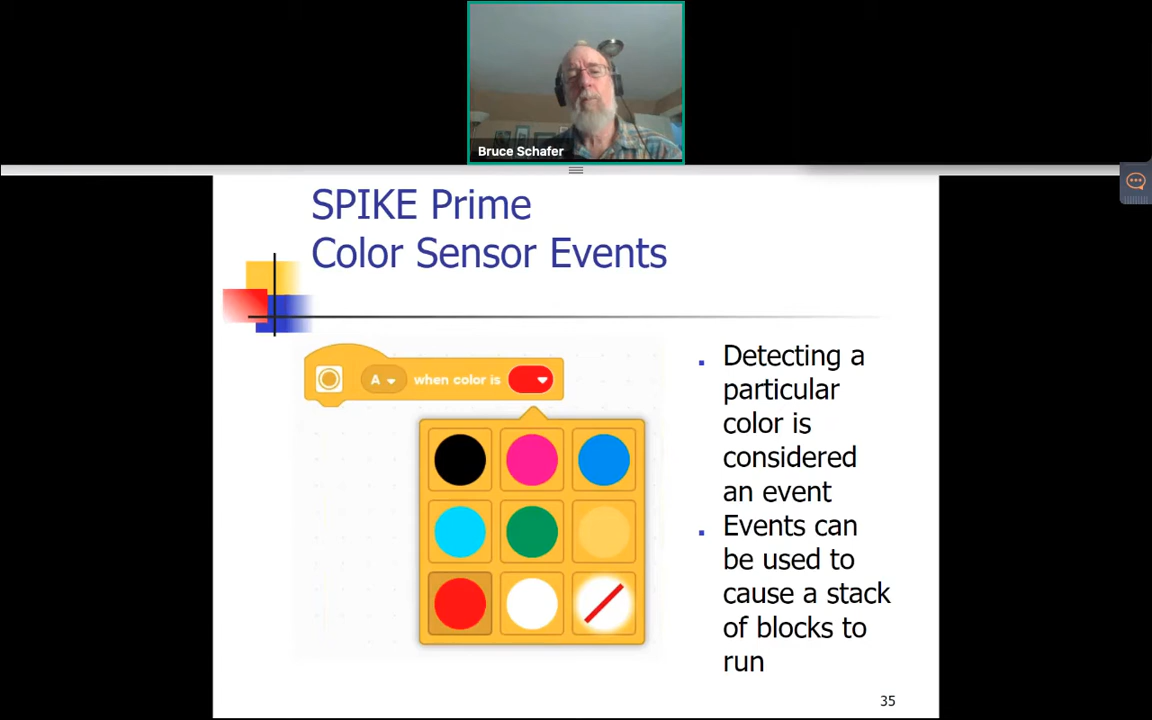 Bruce Schafer
SPIKE Prime
Color Sensor Events
A
when color is
Detecting a
particular
color is
considered
an event
Events can
be used to
cause a stack
of blocks to
run
35